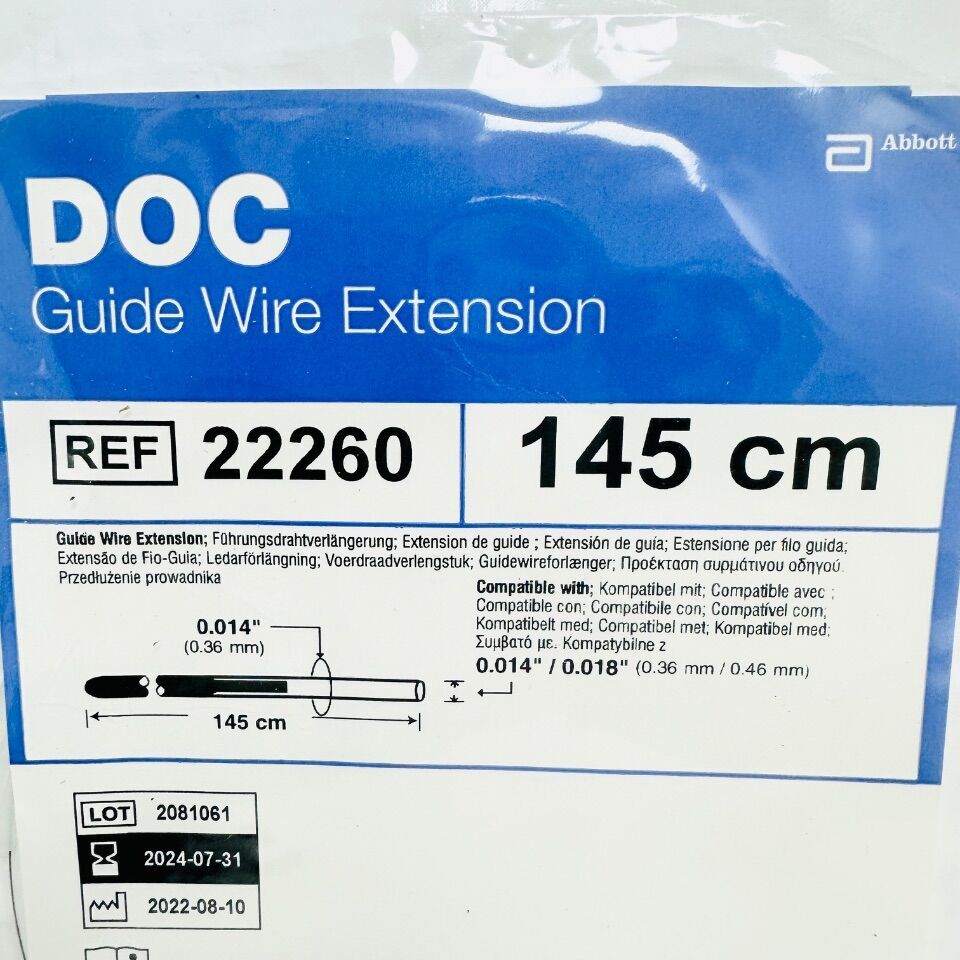 Abbott
DOC
Guide Wire Extension
REF 22260
145 cm
Guide Wire Extension; Führungsdrahtverlängerung; Extension de guide ; Extensión de guía; Estensione per filo guida;
Extensão de Fio-Guia; Ledarförlängning; Voerdraadverlengstuk; Guidewireforlænger; Προέκταση συρμάτινου οδηγού.
Przedłużenie prowadnika
Compatible with; Kompatibel mit; Compatible avec ;
Compatible con; Compatibile con; Compatível com;
Kompatibelt med; Compatibel met; Kompatibel med;
Συμβατό με. Kompatybilne z
0.014" / 0.018" (0.36 mm / 0.46 mm)
0.014"
(0.36 mm)
145 cm
LOT 2081061
2024-07-31
2022-08-10